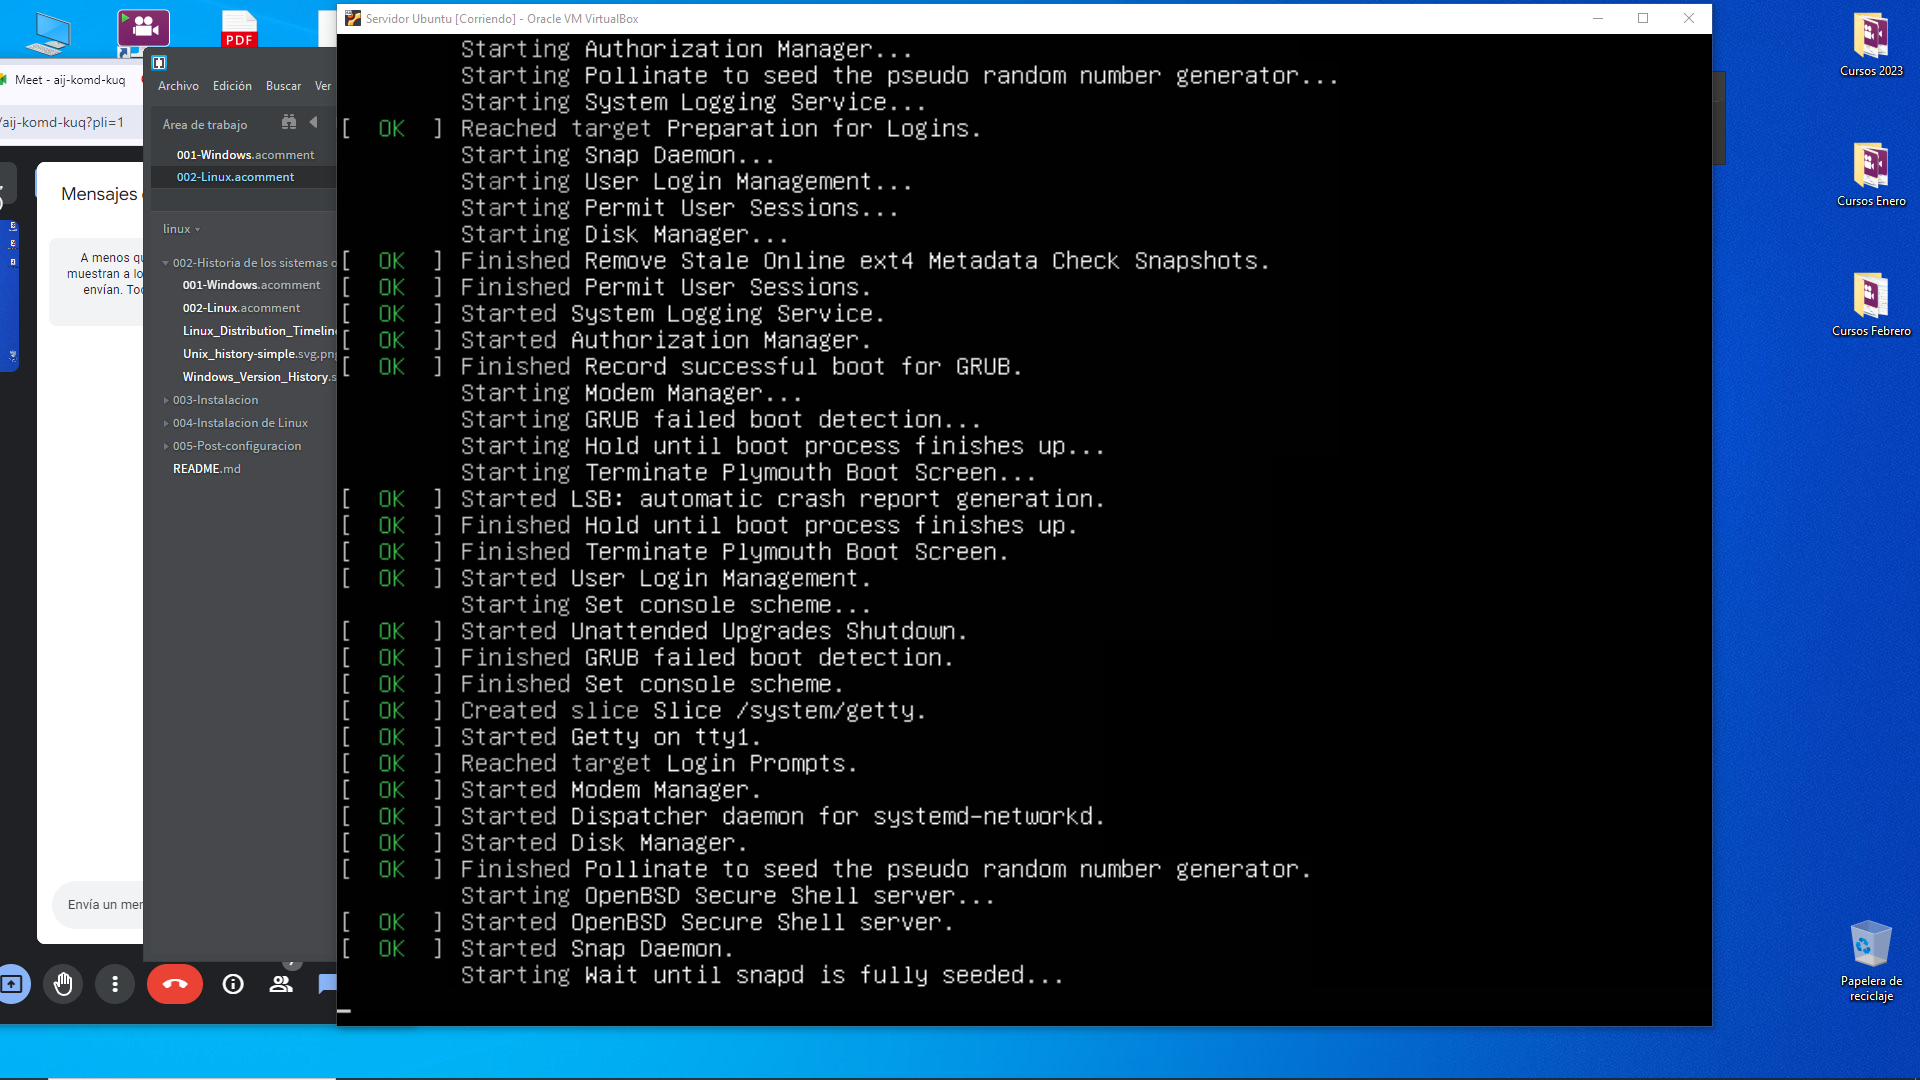 Servidor Ubuntu [Corriendo] - Oracle VM VirtualBox
PDF
Meet - aij-komd-kuq
/aij-komd-kuq?pli=1
Mensajes
A menos qu
muestran a lo
envían. Toc
Envía un mer
Archivo Edición Buscar Ver
Área de trabajo
001-Windows.acomment
002-Linux.acomment
linux
002-Historia de los sistemas o
001-Windows.acomment
002-Linux.acomment
Linux_Distribution_Timeline
Unix_history-simple.svg.png
Windows_Version_History.s
003-Instalacion
004-Instalacion de Linux
005-Post-configuracion
README.md
Starting Authorization Manager...
Starting Pollinate to seed the pseudo random number generator...
Starting System Logging Service...
[ OK ] Reached target Preparation for Logins.
Starting Snap Daemon...
Starting User Login Management...
Starting Permit User Sessions...
Starting Disk Manager...
[ OK ] Finished Remove Stale Online ext4 Metadata Check Snapshots.
[ OK ] Finished Permit User Sessions.
[ OK ] Started System Logging Service.
[ OK ] Started Authorization Manager.
[ OK ] Finished Record successful boot for GRUB.
Starting Modem Manager...
Starting GRUB failed boot detection...
Starting Hold until boot process finishes up...
Starting Terminate Plymouth Boot Screen...
[ OK ] Started LSB: automatic crash report generation.
[ OK ] Finished Hold until boot process finishes up.
[ OK ] Finished Terminate Plymouth Boot Screen.
[ OK ] Started User Login Management.
Starting Set console scheme...
[ OK ] Started Unattended Upgrades Shutdown.
[ OK ] Finished GRUB failed boot detection.
[ OK ] Finished Set console scheme.
[ OK ] Created slice Slice /system/getty.
[ OK ] Started Getty on tty1.
[ OK ] Reached target Login Prompts.
[ OK ] Started Modem Manager.
[ OK ] Started Dispatcher daemon for systemd-networkd.
[ OK ] Started Disk Manager.
[ OK ] Finished Pollinate to seed the pseudo random number generator.
Starting OpenBSD Secure Shell server...
[ OK ] Started OpenBSD Secure Shell server.
[ OK ] Started Snap Daemon.
Starting Wait until snapd is fully seeded...
Cursos 2023
Cursos Enero
Cursos Febrero
Papelera de
reciclaje